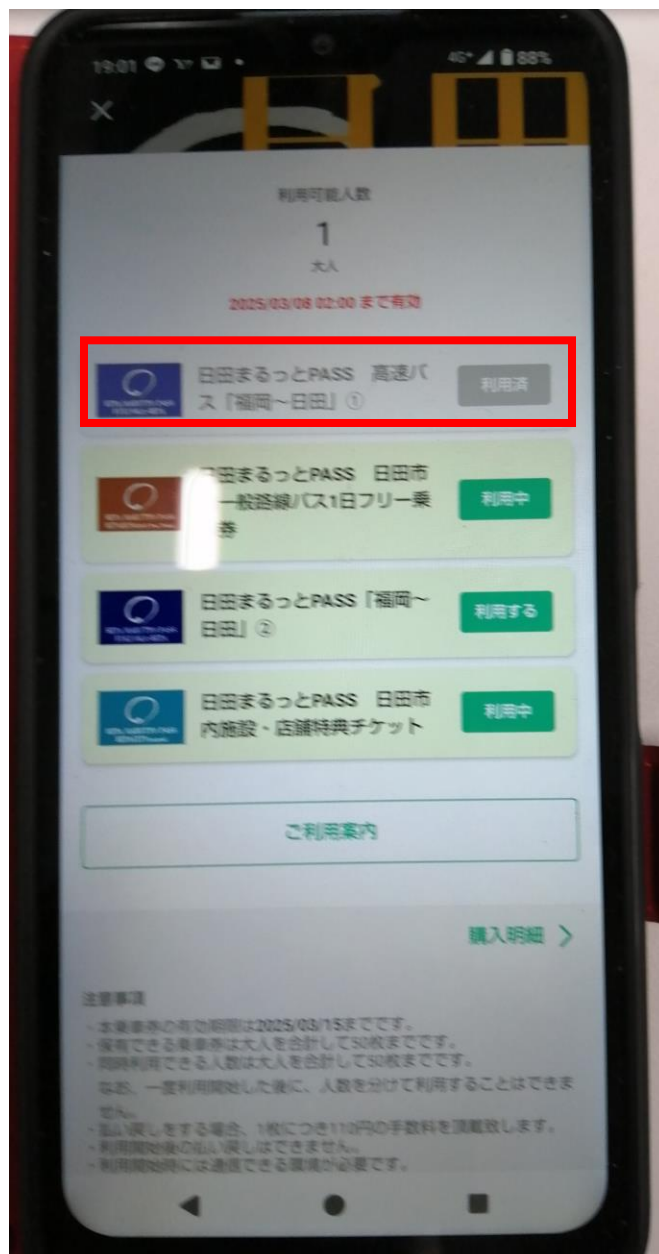 19:01
4G+ 88%
利用可能人数
1
大人
2025/03/08 02:00 まで有効
日田まるっとPASS 高速バ
ス「福岡～日田」①
利用済
日田まるっとPASS 日田市
一般路線バス1日フリー乗
券
利用中
日田まるっとPASS「福岡～
日田」②
利用する
日田まるっとPASS 日田市
内施設・店舗特典チケット
利用中
ご利用案内
購入明細
注意事項
・本乗車券の有効期限は2025/03/15までです。
・保有できる乗車券は大人を合計して50枚までです。
・同時利用できる人数は大人を合計して50枚までです。
なお、一度利用開始した後に、人数を分けて利用することはできま
せん。
・払い戻しをする場合、1枚につき110円の手数料を頂戴致します。
・利用開始後の払い戻しはできません。
・利用開始時には通信できる環境が必要です。